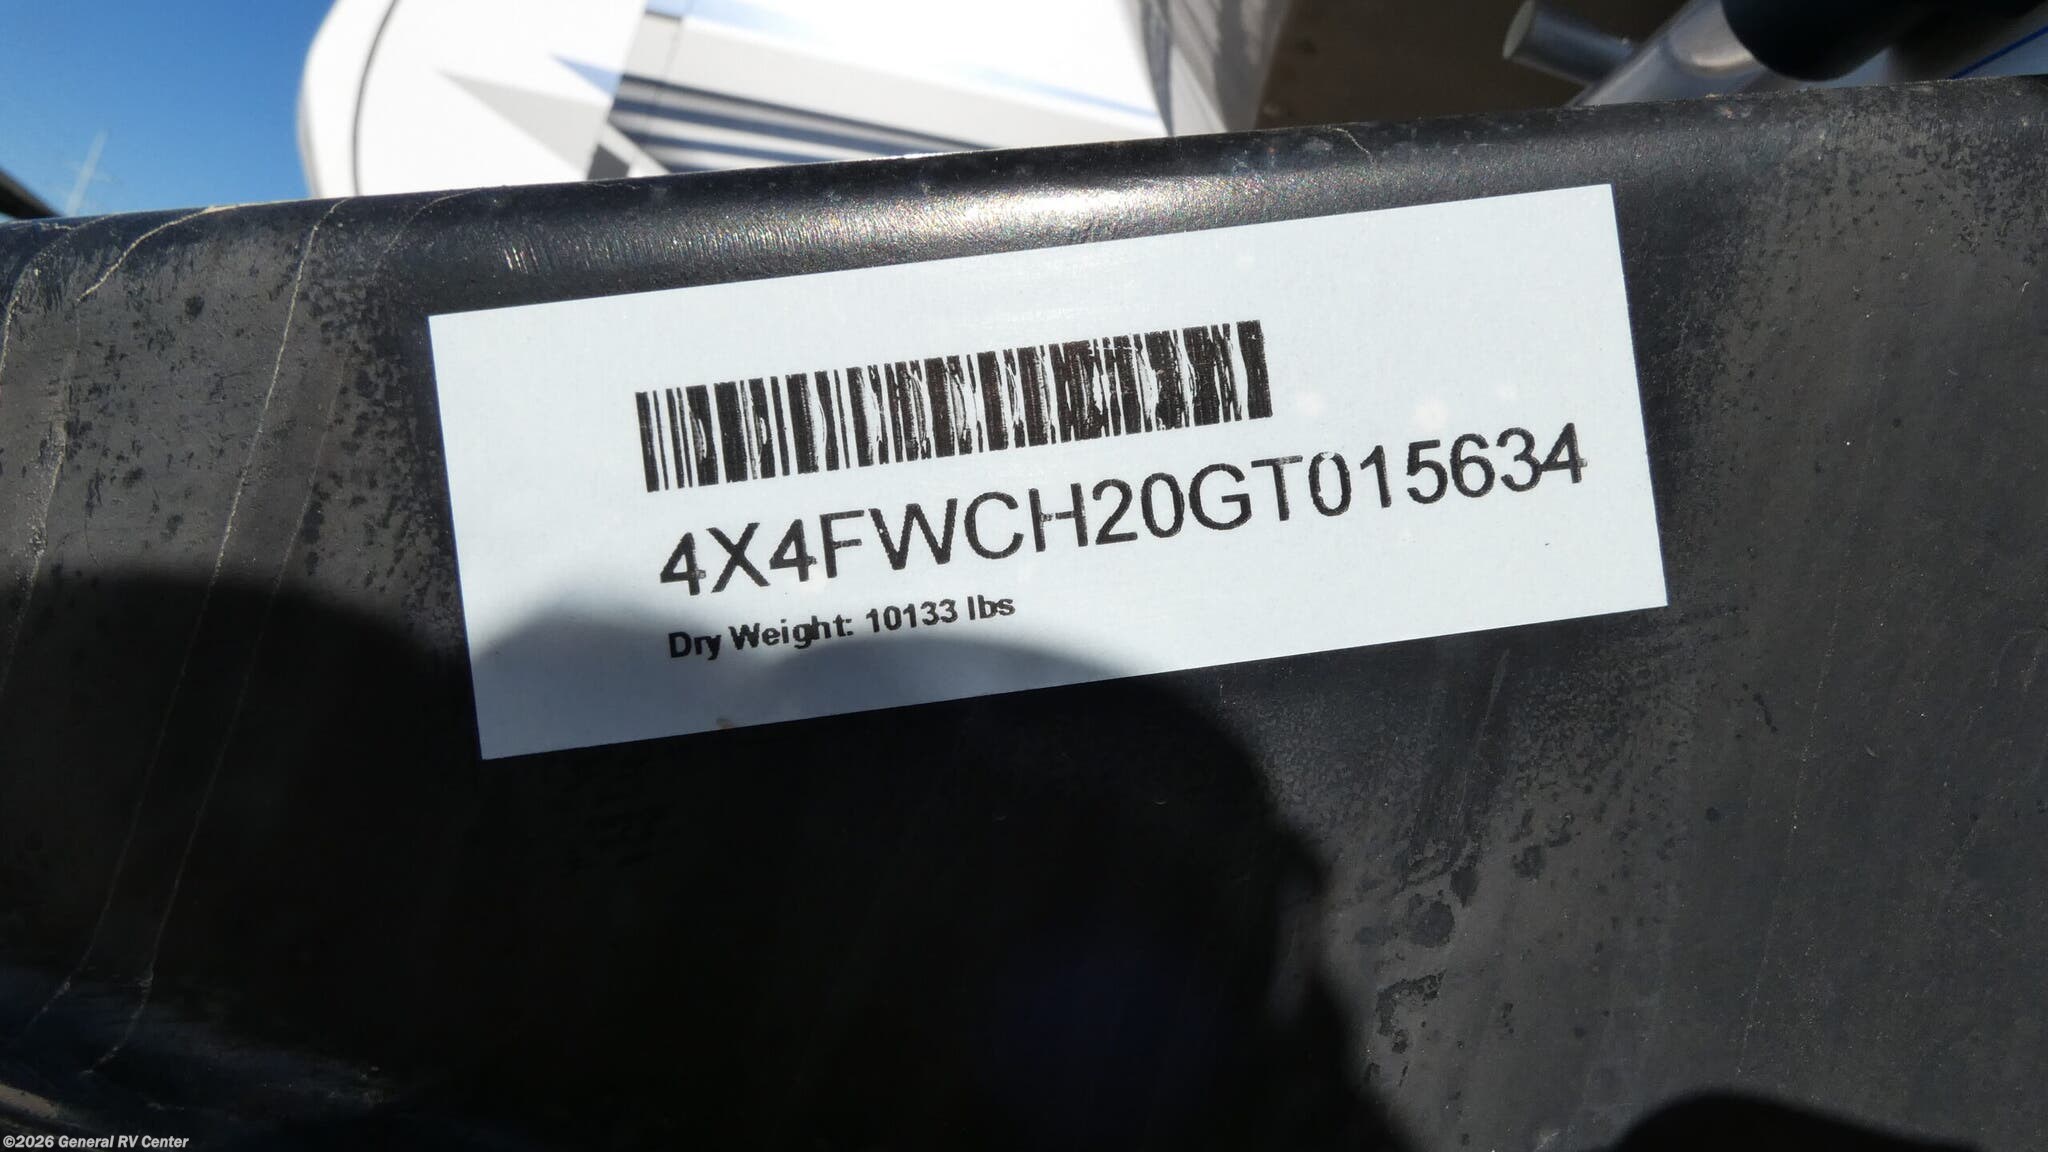 4X4FWCH20GT015634
Dry Weight: 10133 lbs
©2026 General RV Center